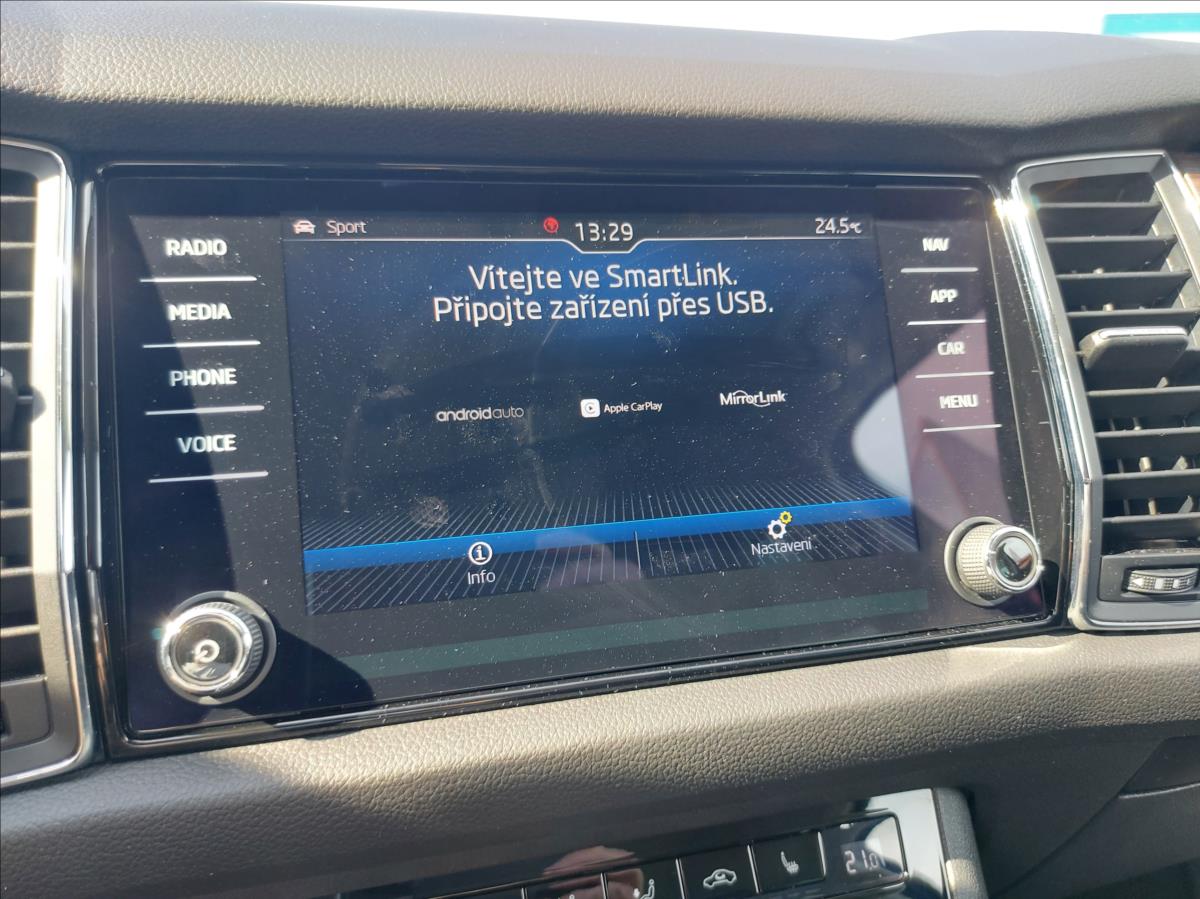 Sport
13:29
24.5°C
RADIO
MEDIA
PHONE
VOICE
Vítejte ve SmartLink.
Připojte zařízení přes USB.
androidauto
Apple CarPlay
MirrorLink
Info
Nastavení
NAV
APP
CAR
MENU
21.0